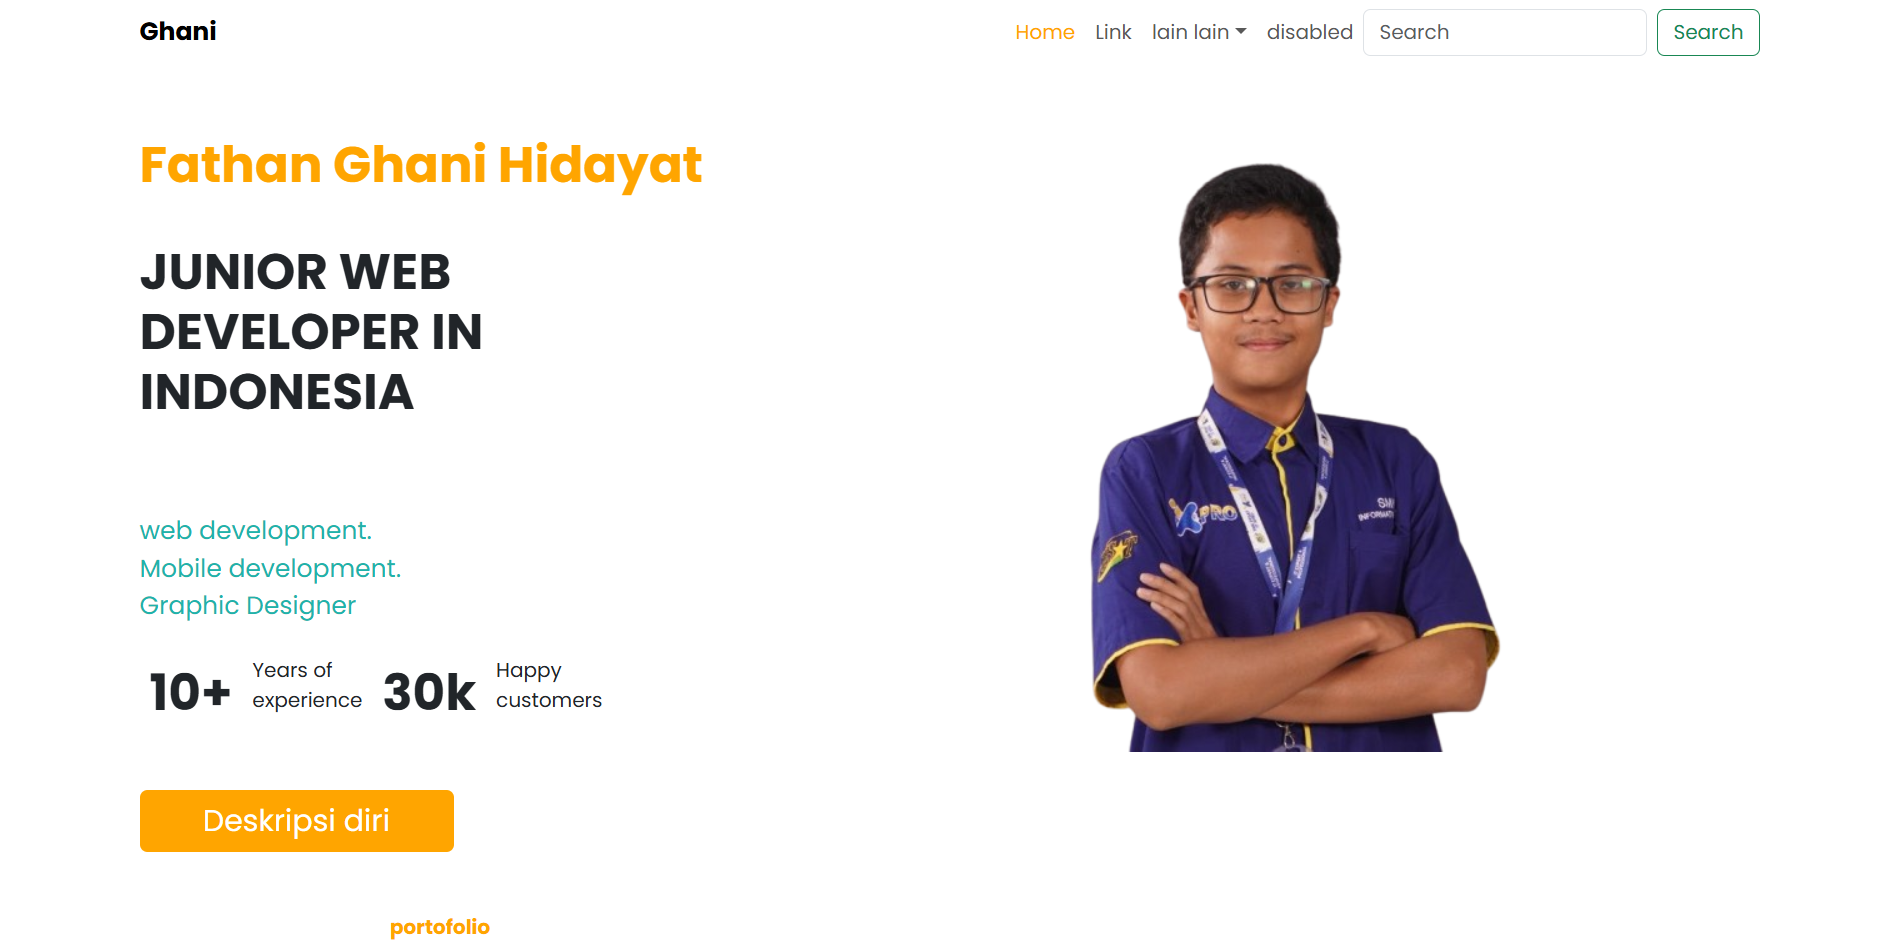 Ghani
Home Link lain lain disabled Search Search
Fathan Ghani Hidayat
JUNIOR WEB
DEVELOPER IN
INDONESIA
web development.
Mobile development.
Graphic Designer
10+ Years of
experience
30k Happy
customers
PRO
Deskripsi diri
portofolio